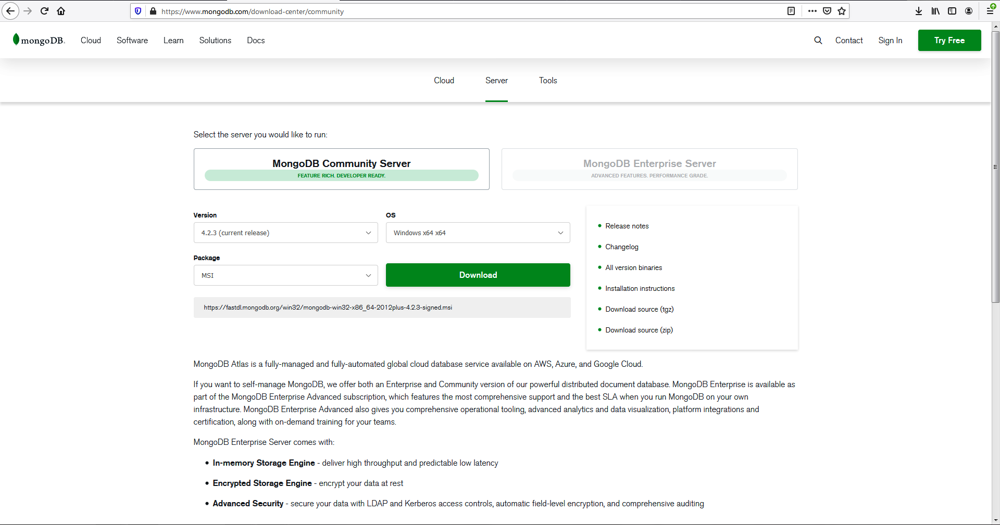 https://www.mongodb.com/download-center/community
mongoDB.
Cloud
Software
Learn
Solutions
Docs
Contact
Sign In
Try Free
Cloud
Server
Tools
Select the server you would like to run:
MongoDB Community Server
FEATURE RICH. DEVELOPER READY.
MongoDB Enterprise Server
ADVANCED FEATURES. PERFORMANCE GRADE.
Version
4.2.3 (current release)
OS
Windows x64 x64
Package
MSI
Download
https://fastdl.mongodb.org/win32/mongodb-win32-x86_64-2012plus-4.2.3-signed.msi
Release notes
Changelog
All version binaries
Installation instructions
Download source (tgz)
Download source (zip)
MongoDB Atlas is a fully-managed and fully-automated global cloud database service available on AWS, Azure, and Google Cloud.
If you want to self-manage MongoDB, we offer both an Enterprise and Community version of our powerful distributed document database. MongoDB Enterprise is available as
part of the MongoDB Enterprise Advanced subscription, which features the most comprehensive support and the best SLA when you run MongoDB on your own
infrastructure. MongoDB Enterprise Advanced also gives you comprehensive operational tooling, advanced analytics and data visualization, platform integrations and
certification, along with on-demand training for your teams.
MongoDB Enterprise Server comes with:
• In-memory Storage Engine - deliver high throughput and predictable low latency
• Encrypted Storage Engine - encrypt your data at rest
• Advanced Security - secure your data with LDAP and Kerberos access controls, automatic field-level encryption, and comprehensive auditing